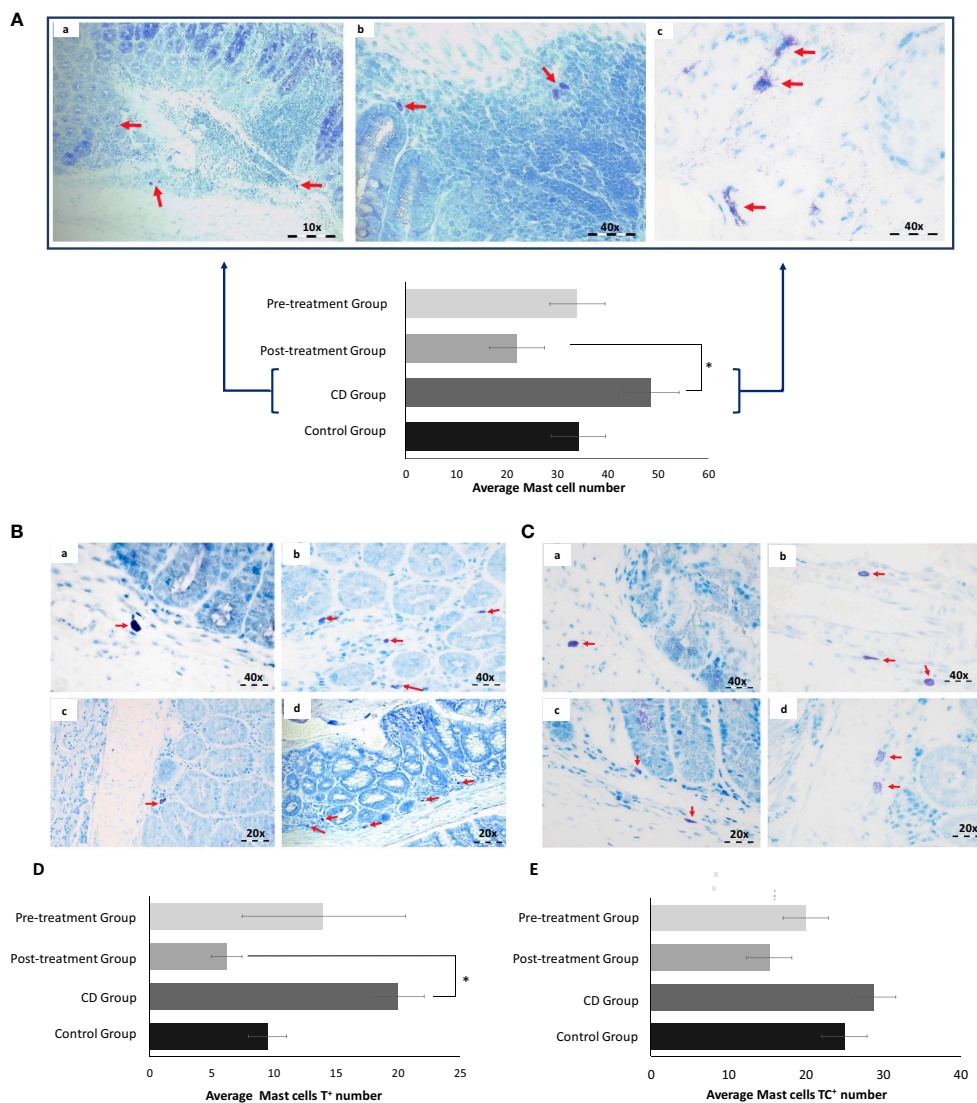 A
a
b
c
10x
40x
40x
Pre-treatment Group
Post-treatment Group
*
CD Group
Control Group
0 10 20 30 40 50 60
Average Mast cell number
B
C
a
b
a
b
40x
40x
40x
40x
c
d
c
d
20x
20x
20x
20x
D
E
Pre-treatment Group
Post-treatment Group
*
CD Group
Control Group
0 5 10 15 20 25
Average Mast cells T⁺ number
Pre-treatment Group
Post-treatment Group
CD Group
Control Group
0 10 20 30 40
Average Mast cells TC⁺ number